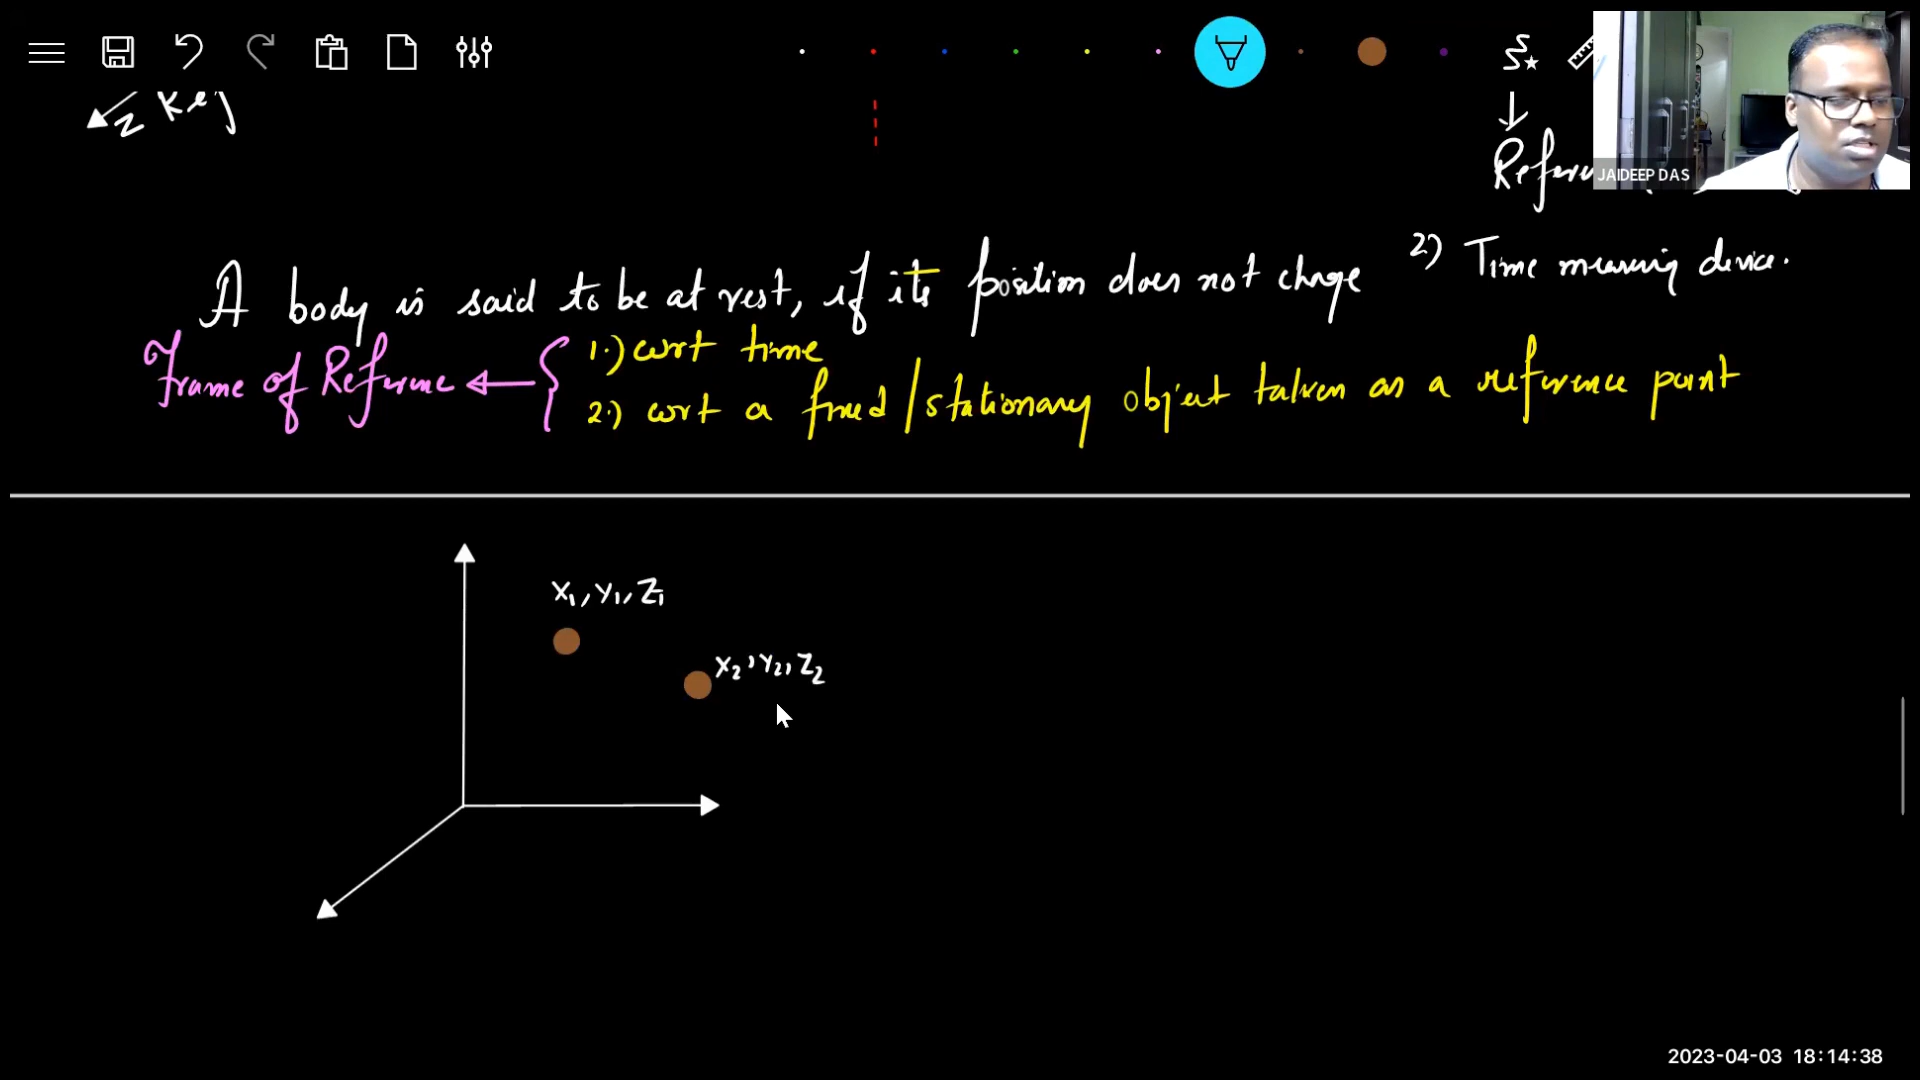 Z Key
Refere
JAIDEEP DAS
A body is said to be at rest, if its position does not change
2.) Time measuring device.
Frame of Reference
1.) wrt time
2.) wrt a fixed/stationary object taken as a reference point
X₁, Y₁, Z₁
X₂, Y₂, Z₂
2023-04-03 18:14:38